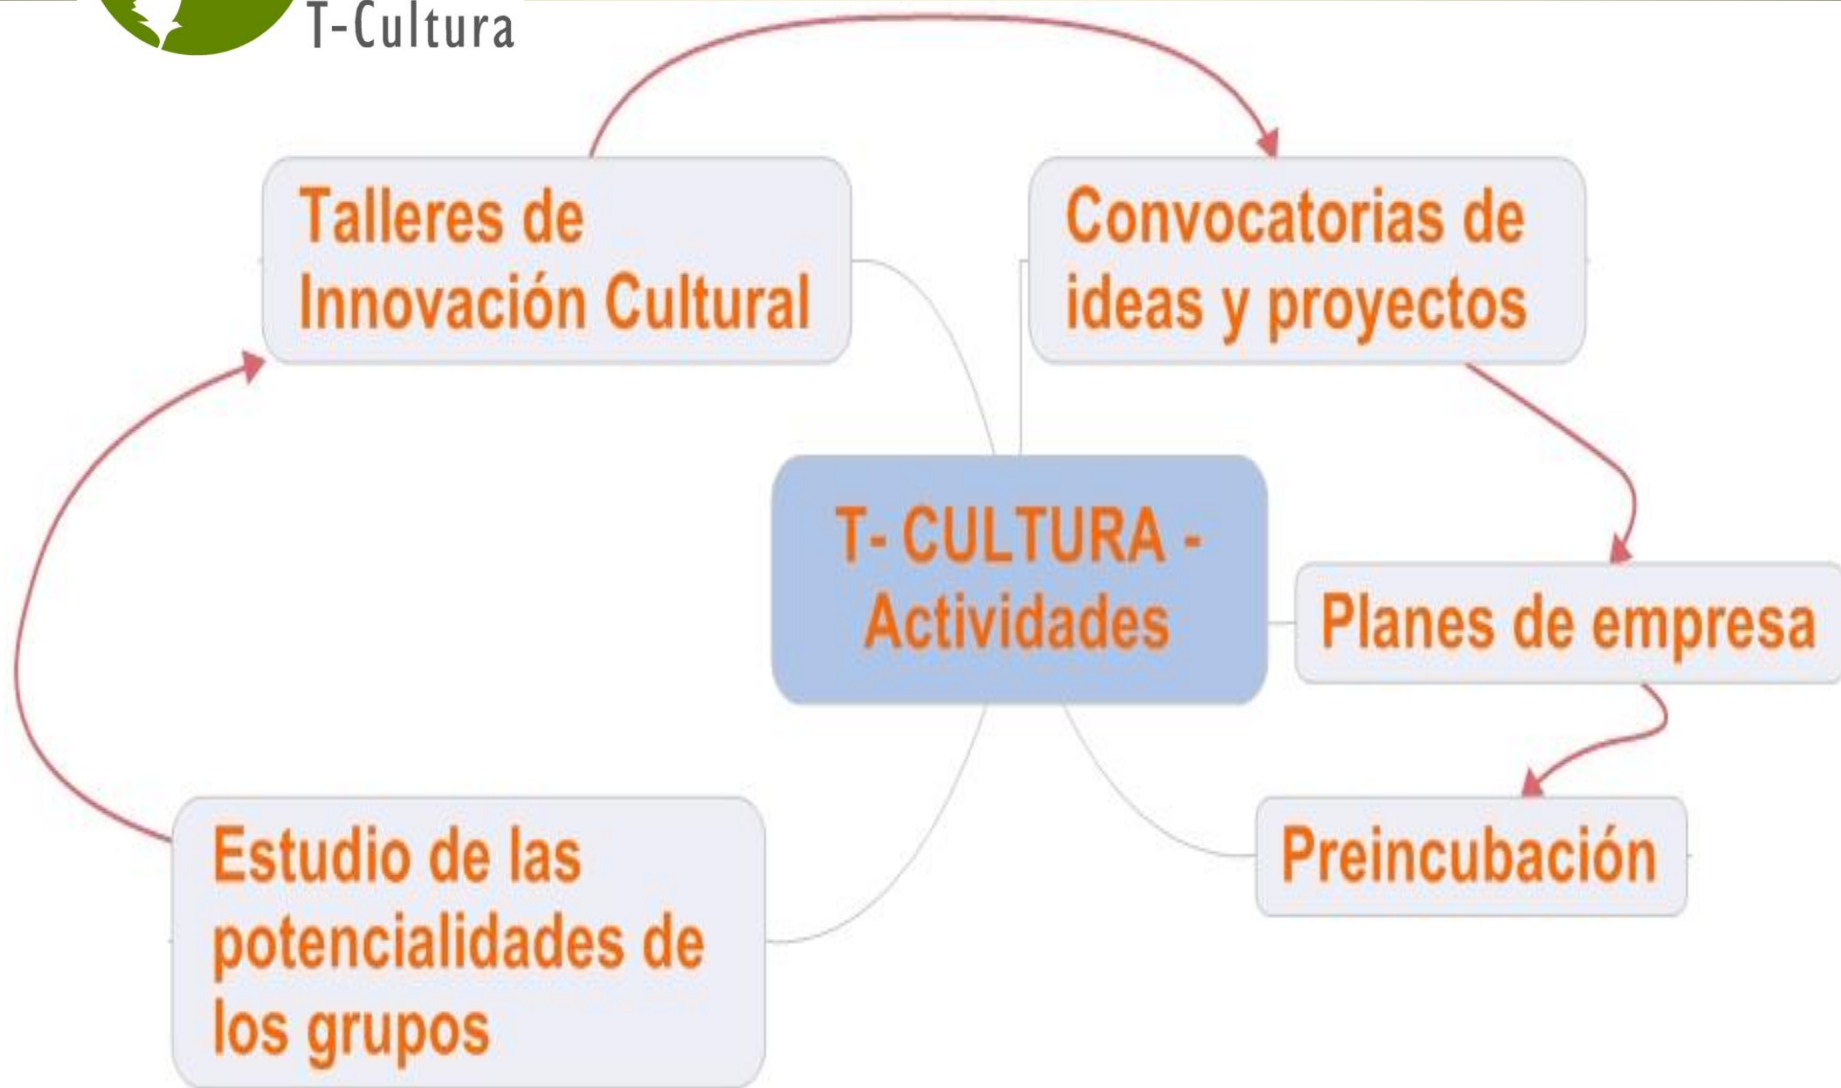 T-Cultura
Talleres de
Innovación Cultural
Convocatorias de
ideas y proyectos
T- CULTURA -
Actividades
Planes de empresa
Preincubación
Estudio de las
potencialidades de
los grupos